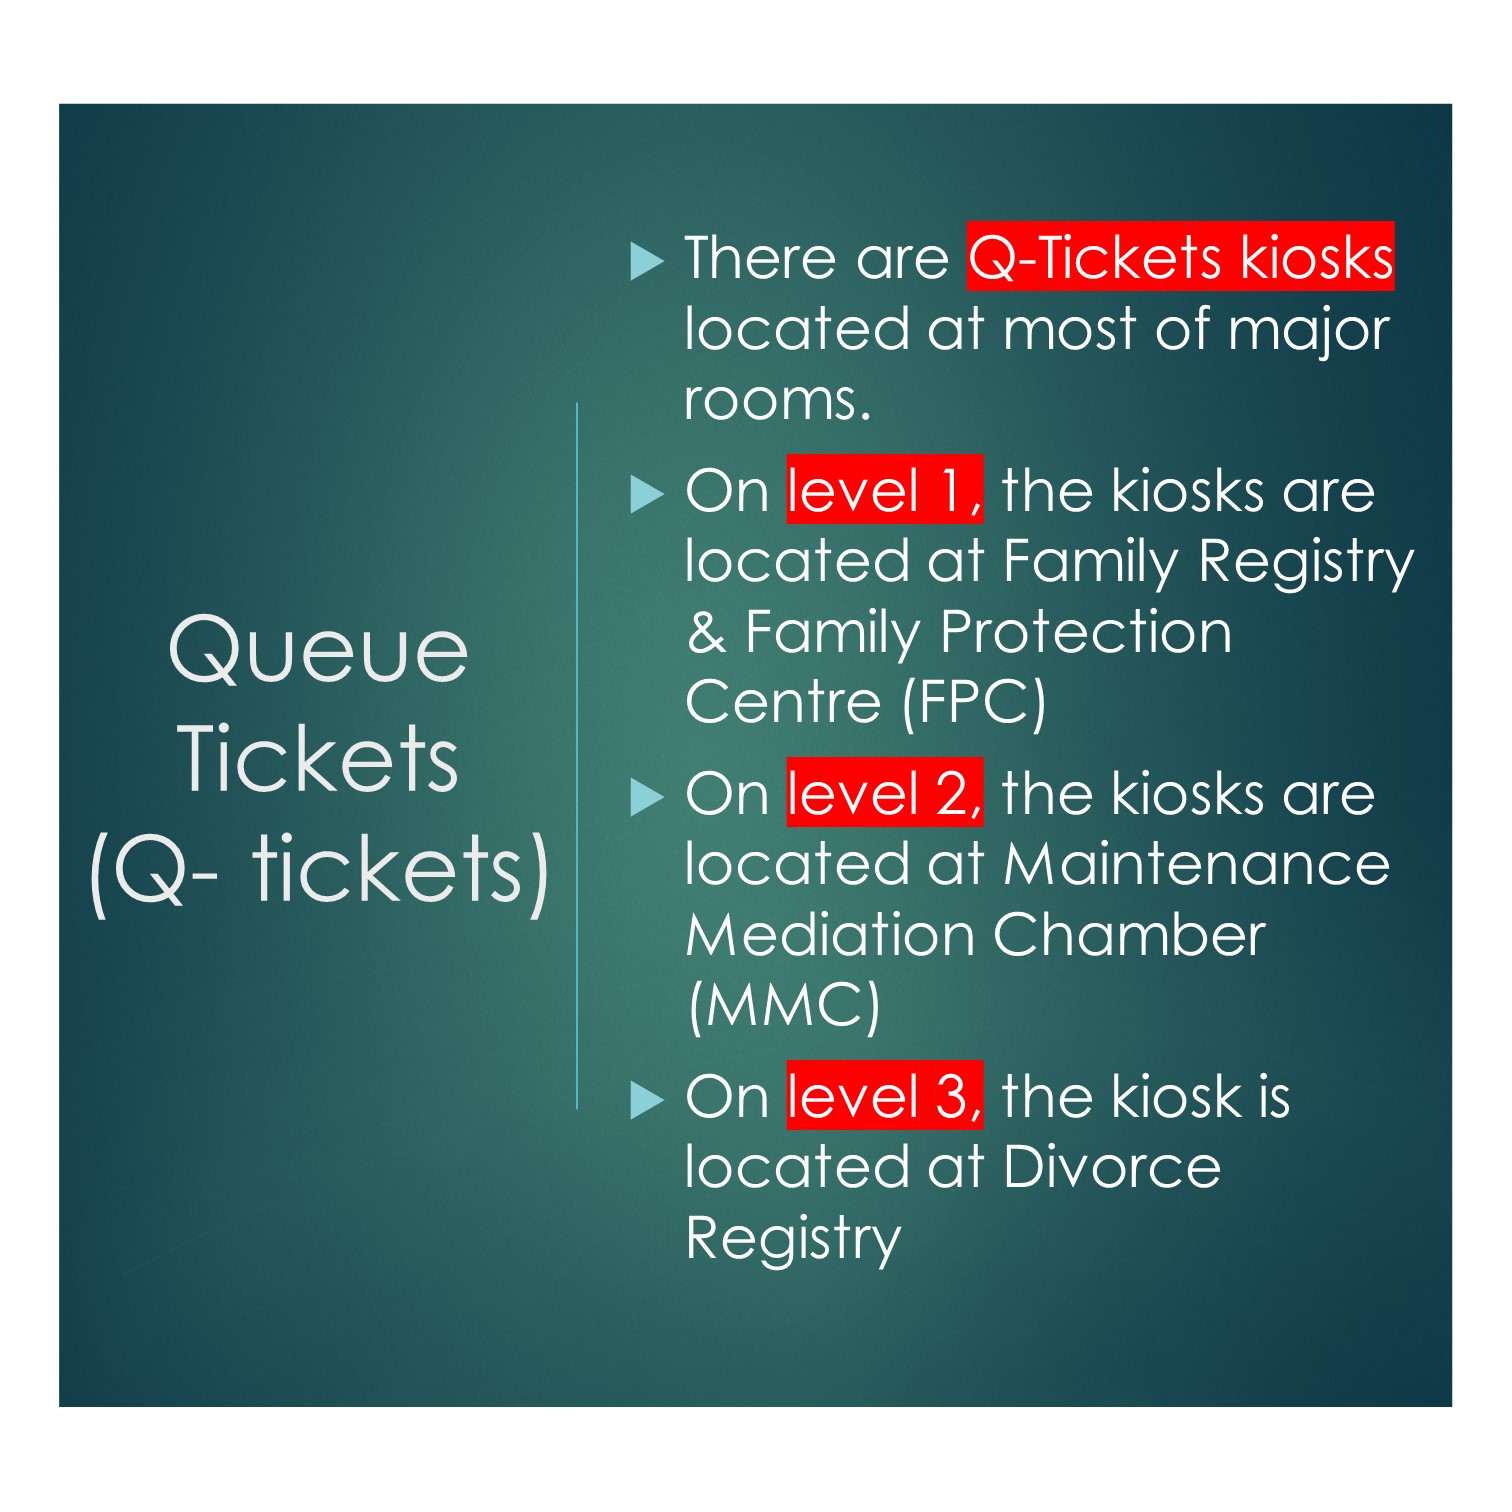 Queue
Tickets
(Q- tickets)
There are Q-Tickets kiosks
located at most of major
rooms.
On level 1, the kiosks are
located at Family Registry
& Family Protection
Centre (FPC)
On level 2, the kiosks are
located at Maintenance
Mediation Chamber
(MMC)
On level 3, the kiosk is
located at Divorce
Registry